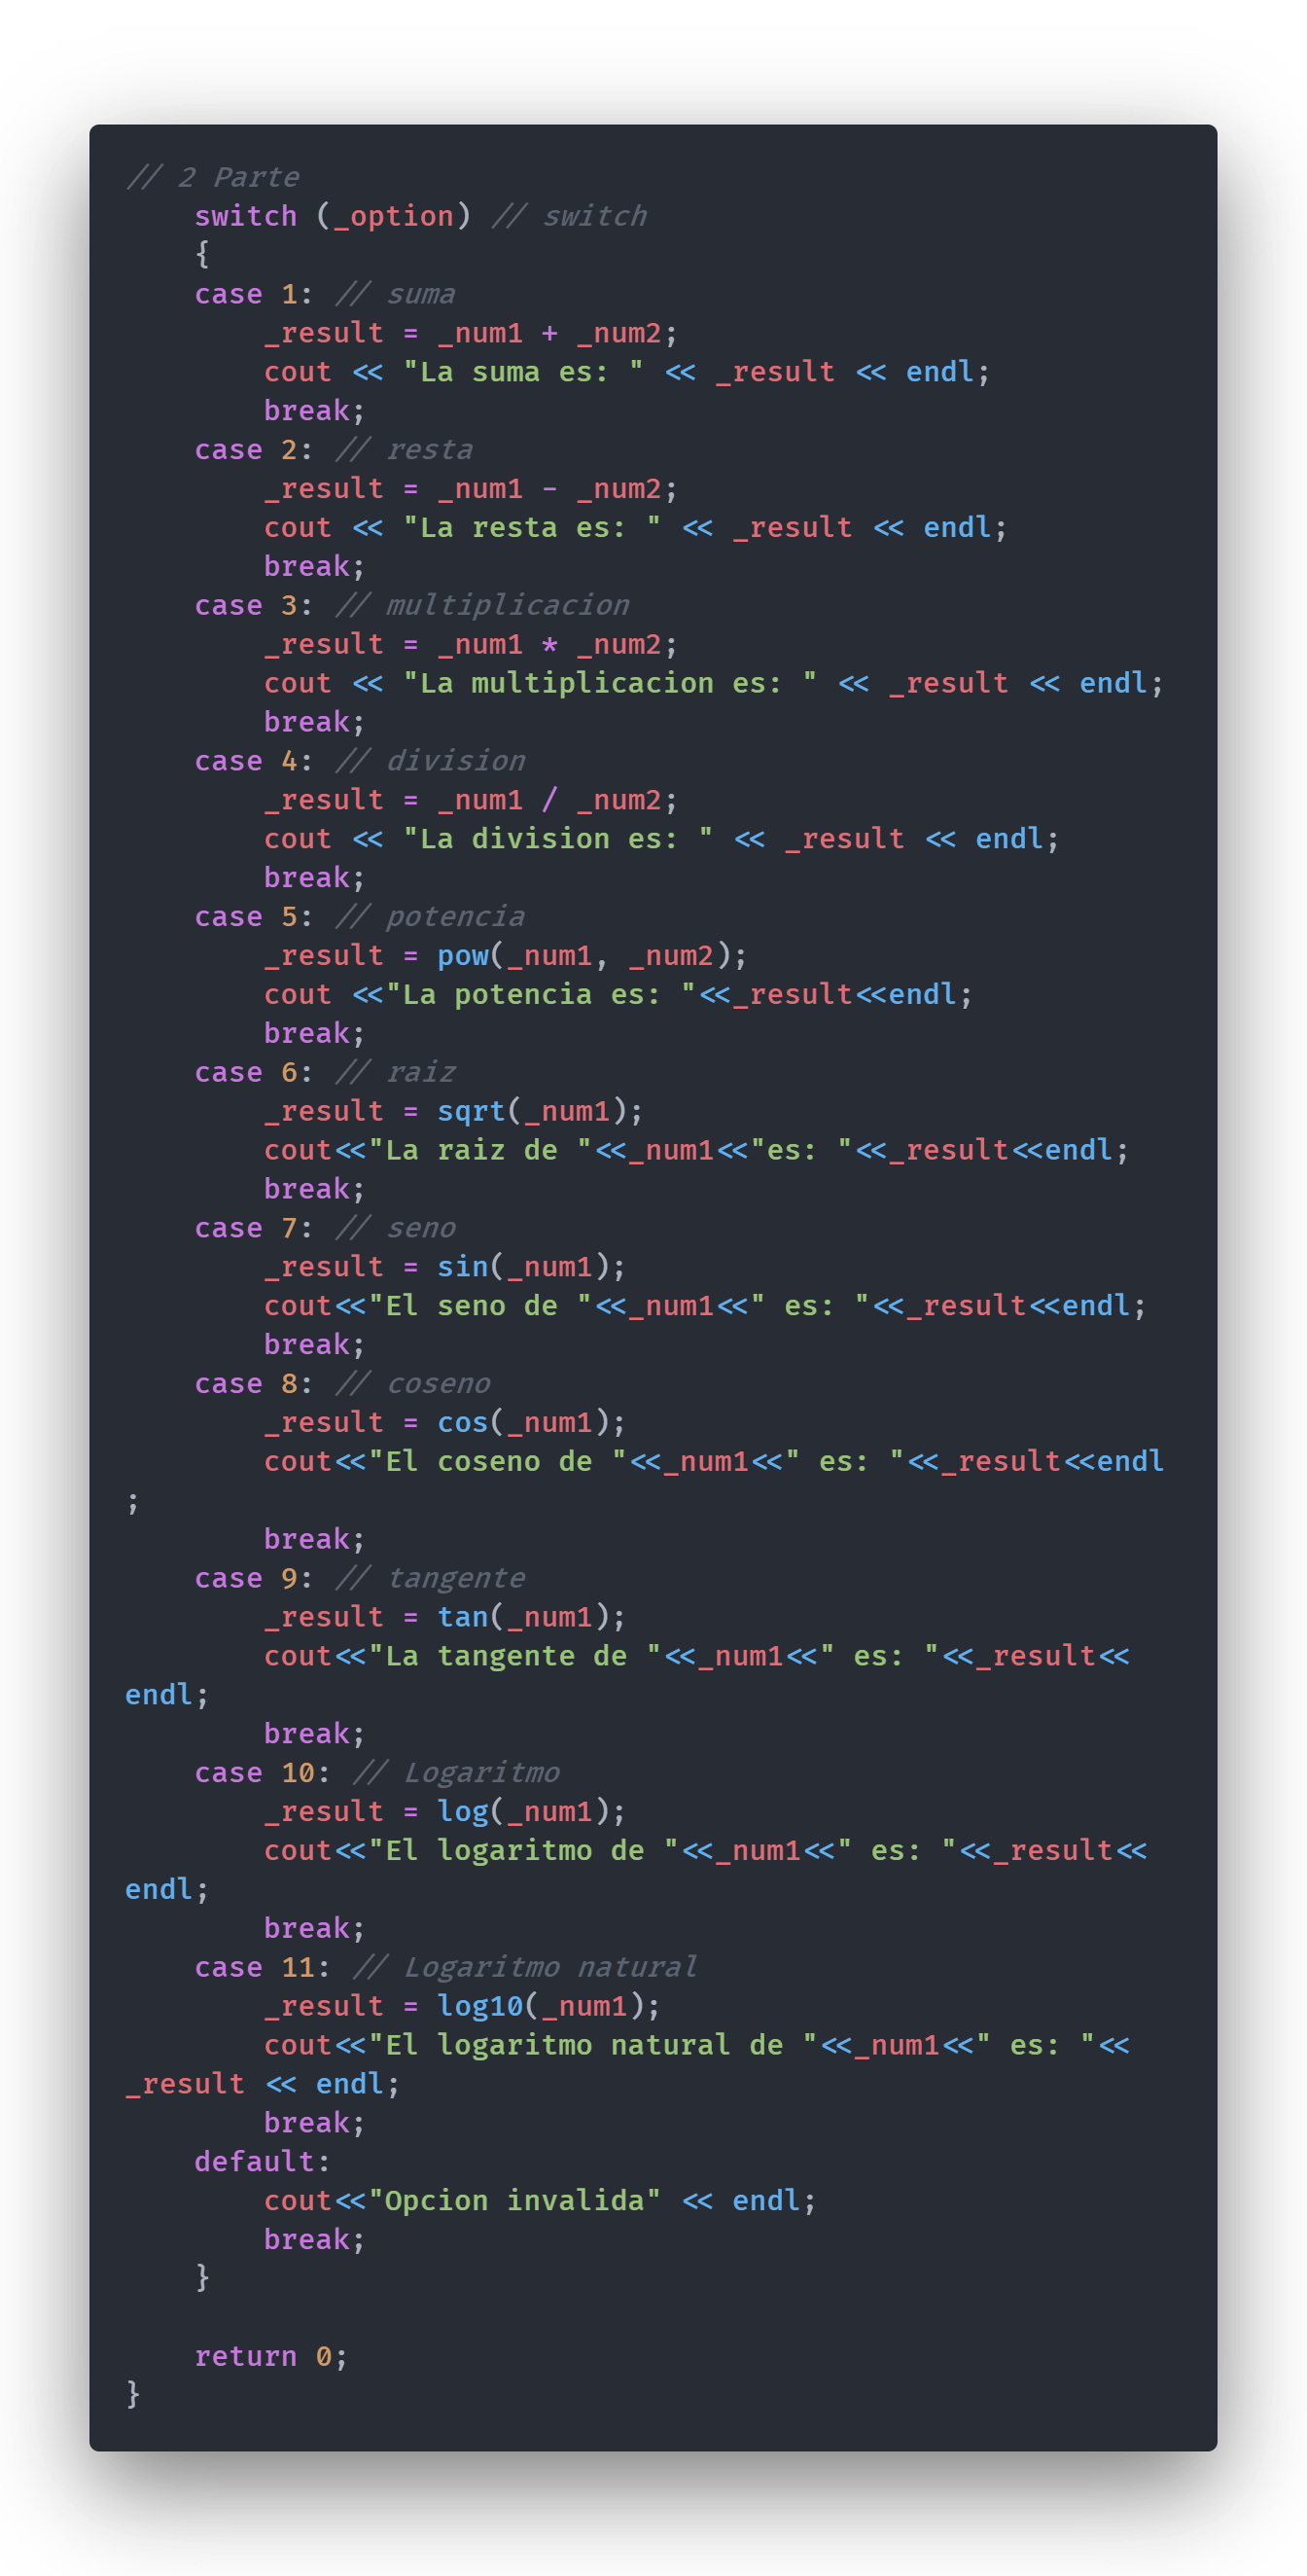 // 2 Parte
    switch (_option) // switch
    {
    case 1: // suma
        _result = _num1 + _num2;
        cout << "La suma es: " << _result << endl;
        break;
    case 2: // resta
        _result = _num1 - _num2;
        cout << "La resta es: " << _result << endl;
        break;
    case 3: // multiplicacion
        _result = _num1 * _num2;
        cout << "La multiplicacion es: " << _result << endl;
        break;
    case 4: // division
        _result = _num1 / _num2;
        cout << "La division es: " << _result << endl;
        break;
    case 5: // potencia
        _result = pow(_num1, _num2);
        cout <<"La potencia es: "<<_result<<endl;
        break;
    case 6: // raiz
        _result = sqrt(_num1);
        cout<<"La raiz de "<<_num1<<"es: "<<_result<<endl;
        break;
    case 7: // seno
        _result = sin(_num1);
        cout<<"El seno de "<<_num1<<" es: "<<_result<<endl;
        break;
    case 8: // coseno
        _result = cos(_num1);
        cout<<"El coseno de "<<_num1<<" es: "<<_result<<endl
;
        break;
    case 9: // tangente
        _result = tan(_num1);
        cout<<"La tangente de "<<_num1<<" es: "<<_result<<
endl;
        break;
    case 10: // Logaritmo
        _result = log(_num1);
        cout<<"El logaritmo de "<<_num1<<" es: "<<_result<<
endl;
        break;
    case 11: // Logaritmo natural
        _result = log10(_num1);
        cout<<"El logaritmo natural de "<<_num1<<" es: "<<
_result << endl;
        break;
    default:
        cout<<"Opcion invalida" << endl;
        break;
    }

    return 0;
}